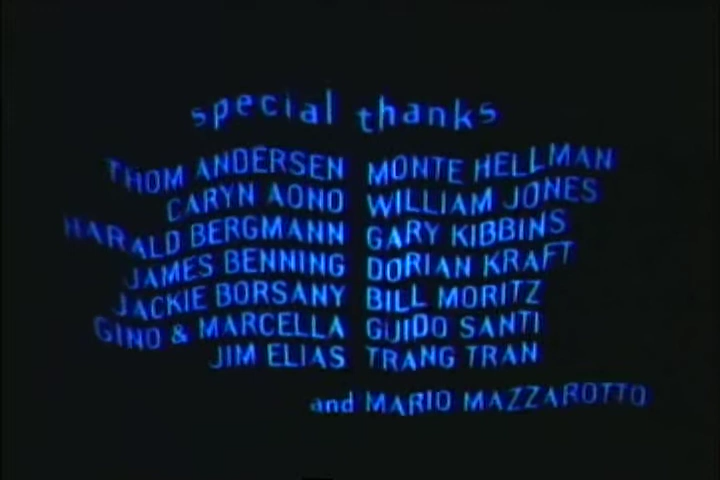 special thanks
THOM ANDERSEN MONTE HELLMAN
CARYN AONO WILLIAM JONES
HARALD BERGMANN GARY KIBBINS
JAMES BENNING DORIAN KRAFT
JACKIE BORSANY BILL MORITZ
GINO & MARCELLA GUIDO SANTI
JIM ELIAS TRANG TRAN
and MARIO MAZZAROTTO